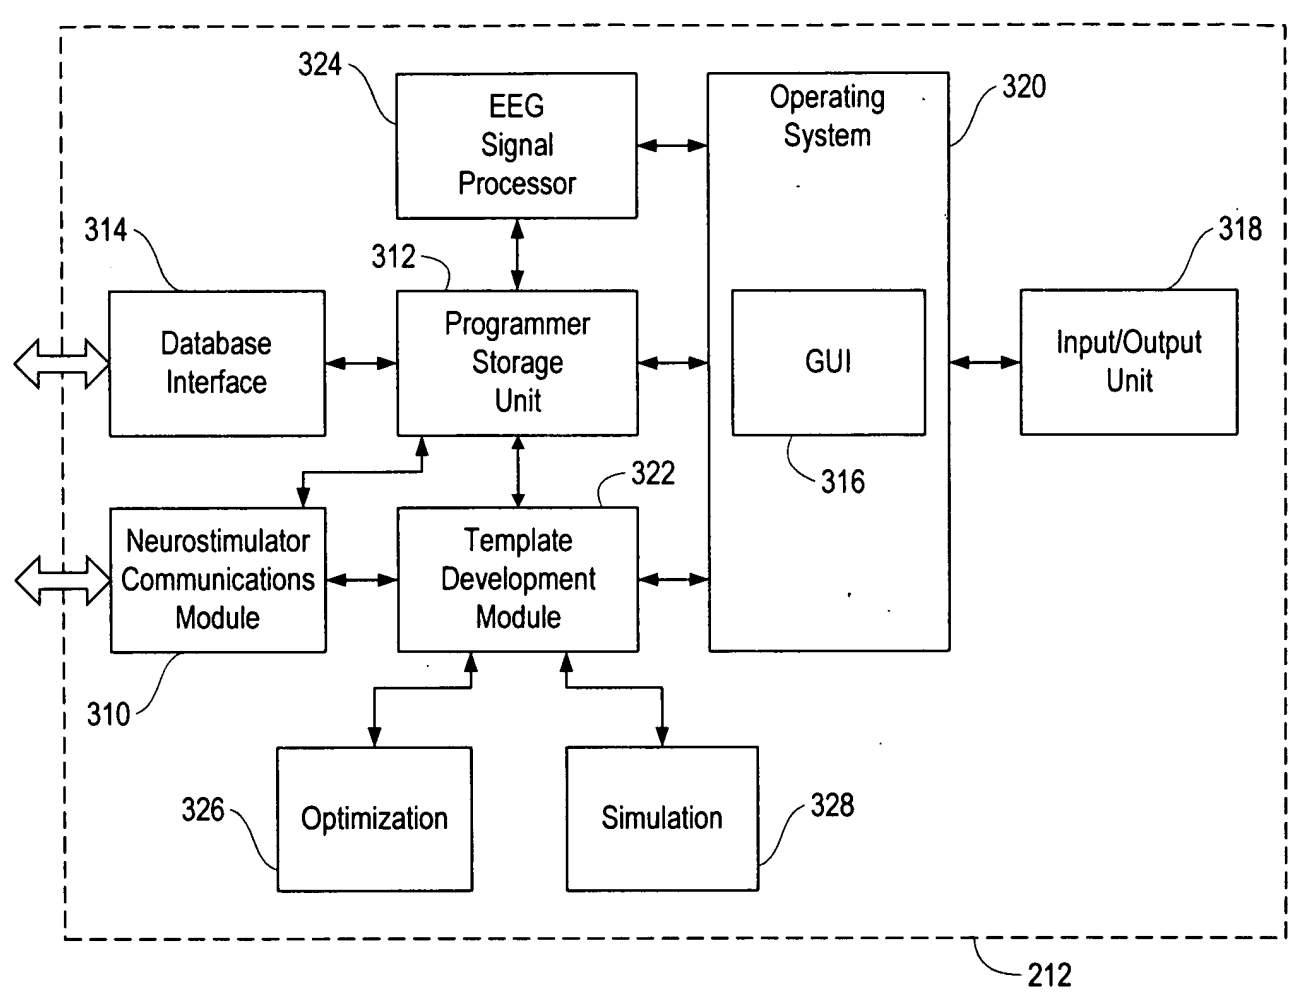 324
EEG
Signal
Processor
Operating
System
320
314
312
318
Database
Interface
Programmer
Storage
Unit
GUI
Input/Output
Unit
316
322
Neurostimulator
Communications
Module
Template
Development
Module
310
326
Optimization
Simulation
328
212